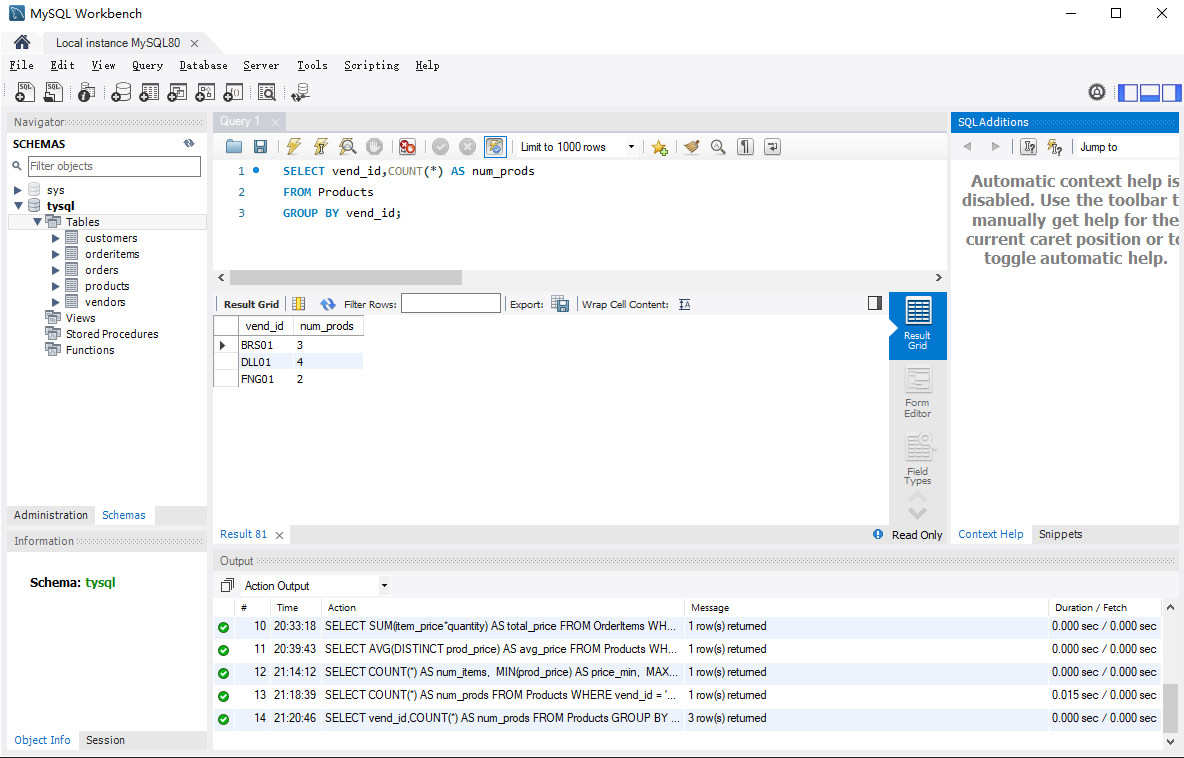 MySQL Workbench
Local instance MySQL80
File Edit View Query Database Server Tools Scripting Help
Navigator
SCHEMAS
Filter objects
sys
tysql
Tables
customers
orderitems
orders
products
vendors
Views
Stored Procedures
Functions
Administration Schemas
Information
Schema: tysql
Object Info Session
Query 1
Limit to 1000 rows
1 SELECT vend_id,COUNT(*) AS num_prods
2 FROM Products
3 GROUP BY vend_id;
Result Grid Filter Rows: Export: Wrap Cell Content:
vend_id num_prods
BRS01 3
DLL01 4
FNG01 2
Result
Grid
Form
Editor
Field
Types
Result 81
Read Only
SQLAdditions
Jump to
Automatic context help is
disabled. Use the toolbar t
manually get help for the
current caret position or to
toggle automatic help.
Context Help Snippets
Output
Action Output
# Time Action Message Duration / Fetch
10 20:33:18 SELECT SUM(item_price*quantity) AS total_price FROM OrderItems WH... 1 row(s) returned 0.000 sec / 0.000 sec
11 20:39:43 SELECT AVG(DISTINCT prod_price) AS avg_price FROM Products WH... 1 row(s) returned 0.000 sec / 0.000 sec
12 21:14:12 SELECT COUNT(*) AS num_items, MIN(prod_price) AS price_min, MAX... 1 row(s) returned 0.000 sec / 0.000 sec
13 21:18:39 SELECT COUNT(*) AS num_prods FROM Products WHERE vend_id = '... 1 row(s) returned 0.015 sec / 0.000 sec
14 21:20:46 SELECT vend_id,COUNT(*) AS num_prods FROM Products GROUP BY ... 3 row(s) returned 0.000 sec / 0.000 sec